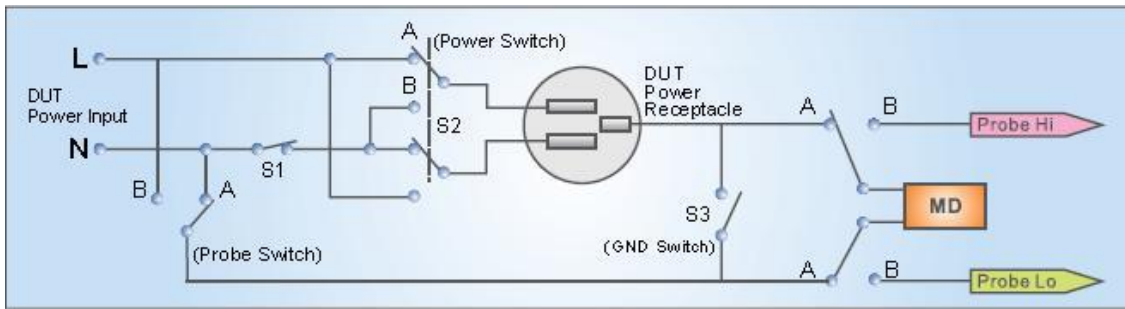 L
DUT
Power Input
N
B
A
(Probe Switch)
S1
A
(Power Switch)
B
S2
DUT
Power
Receptacle
S3
(GND Switch)
A
B
Probe Hi
MD
A
B
Probe Lo